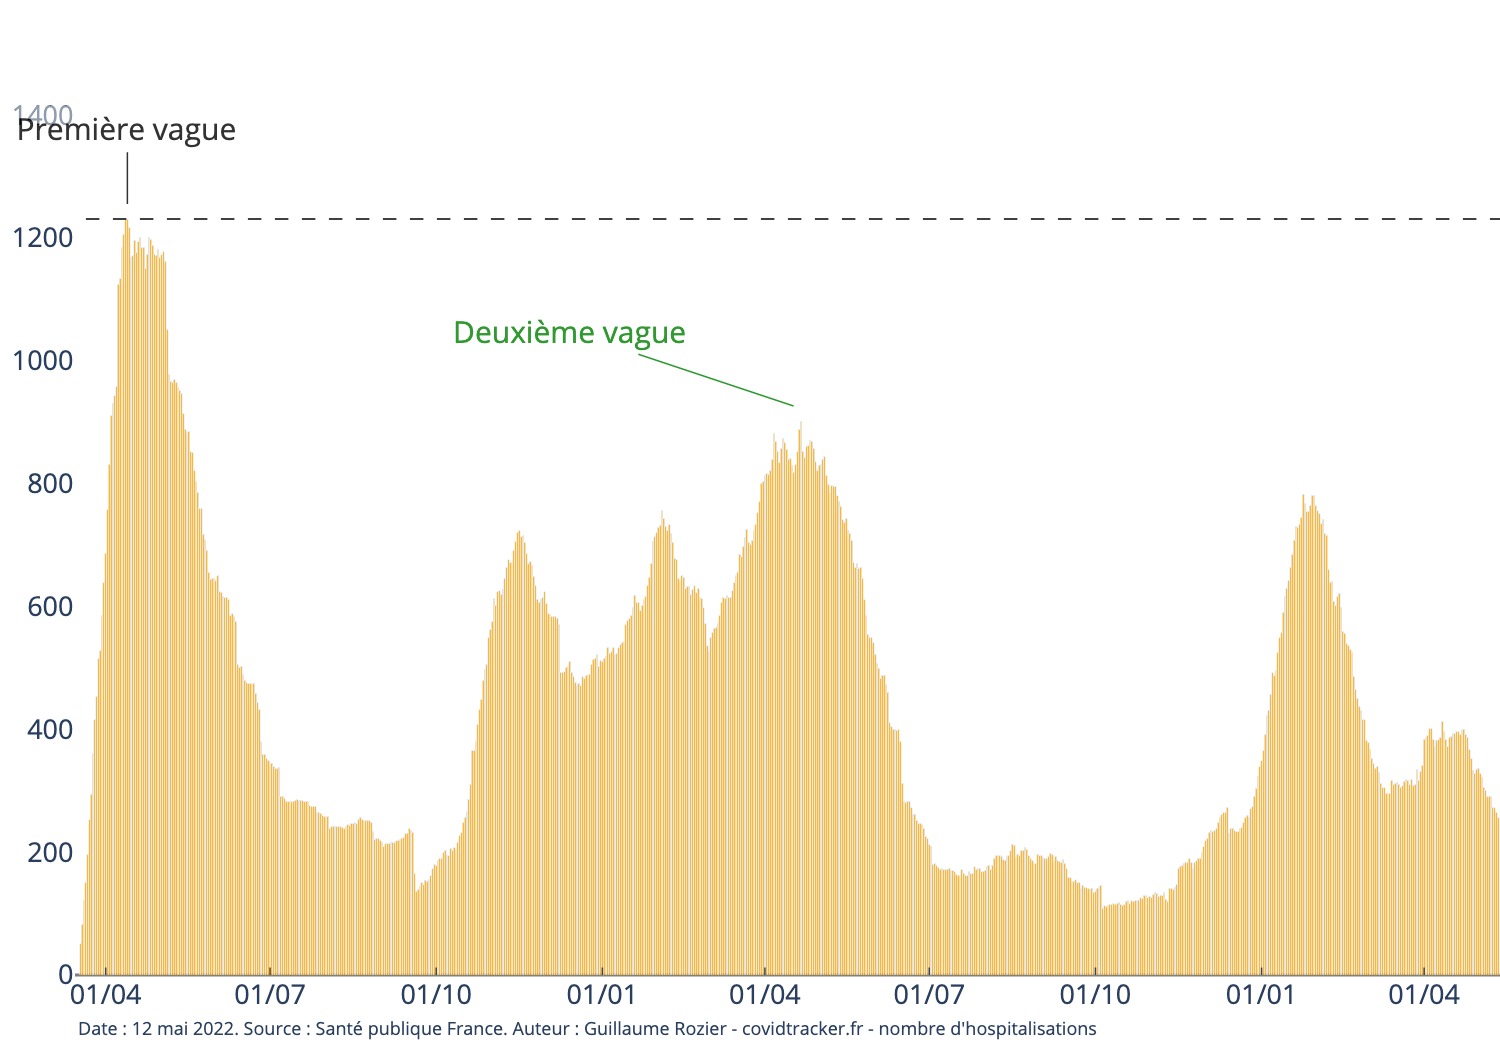 1400
Première vague
1200
Deuxième vague
1000
800
600
400
200
0
01/04 01/07 01/10 01/01 01/04 01/07 01/10 01/01 01/04
Date : 12 mai 2022. Source : Santé publique France. Auteur : Guillaume Rozier - covidtracker.fr - nombre d'hospitalisations